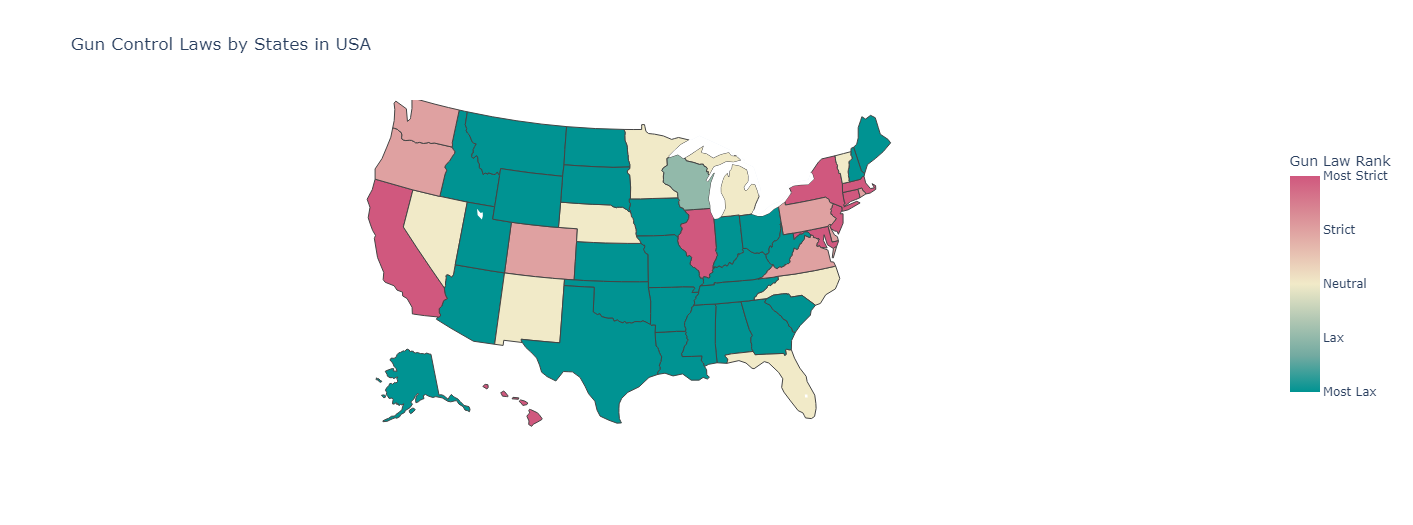 Gun Control Laws by States in USA
Gun Law Rank
Most Strict
Strict
Neutral
Lax
Most Lax